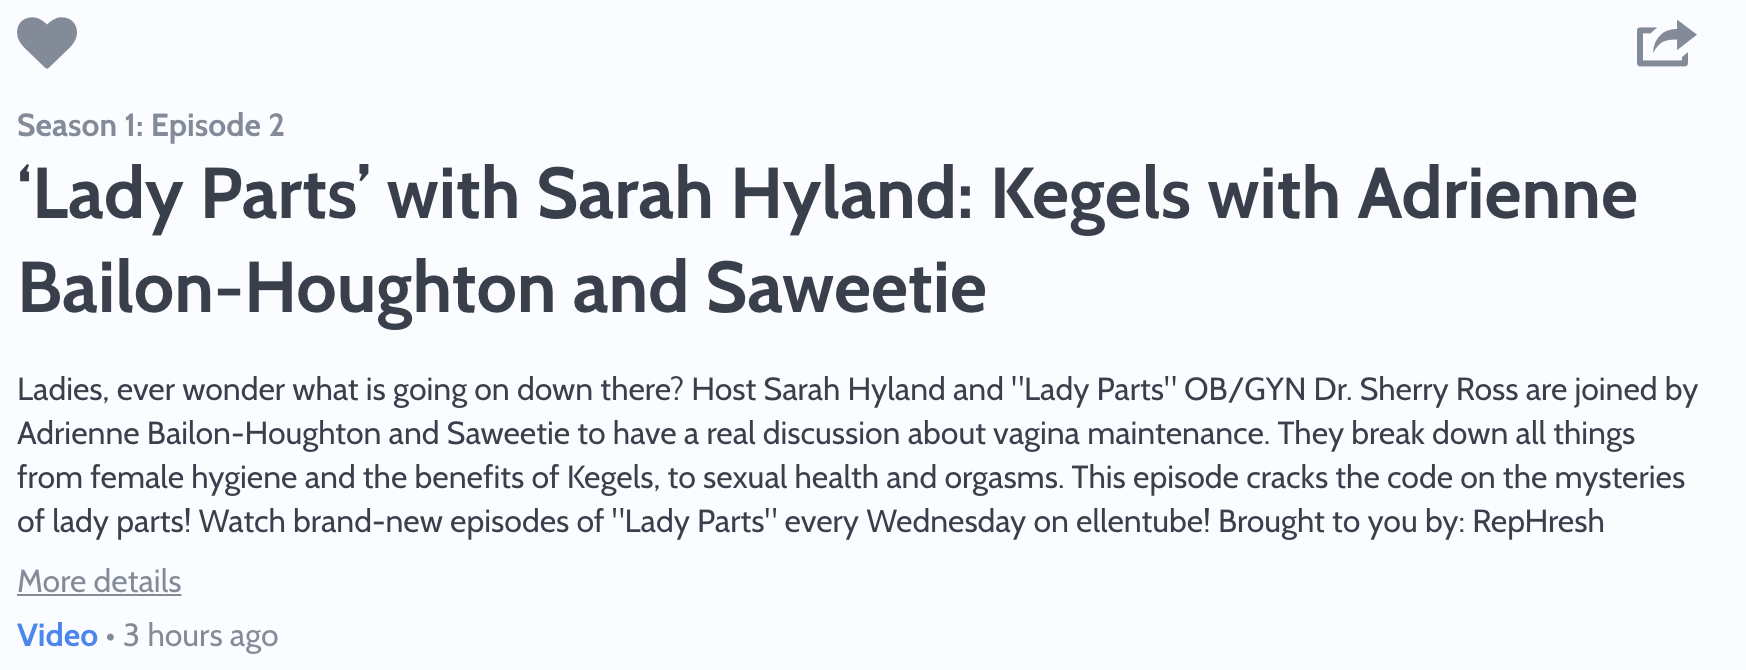 Season 1: Episode 2
‘Lady Parts’ with Sarah Hyland: Kegels with Adrienne
Bailon-Houghton and Saweetie
Ladies, ever wonder what is going on down there? Host Sarah Hyland and "Lady Parts" OB/GYN Dr. Sherry Ross are joined by
Adrienne Bailon-Houghton and Saweetie to have a real discussion about vagina maintenance. They break down all things
from female hygiene and the benefits of Kegels, to sexual health and orgasms. This episode cracks the code on the mysteries
of lady parts! Watch brand-new episodes of "Lady Parts" every Wednesday on ellentube! Brought to you by: RepHresh
More details
Video • 3 hours ago